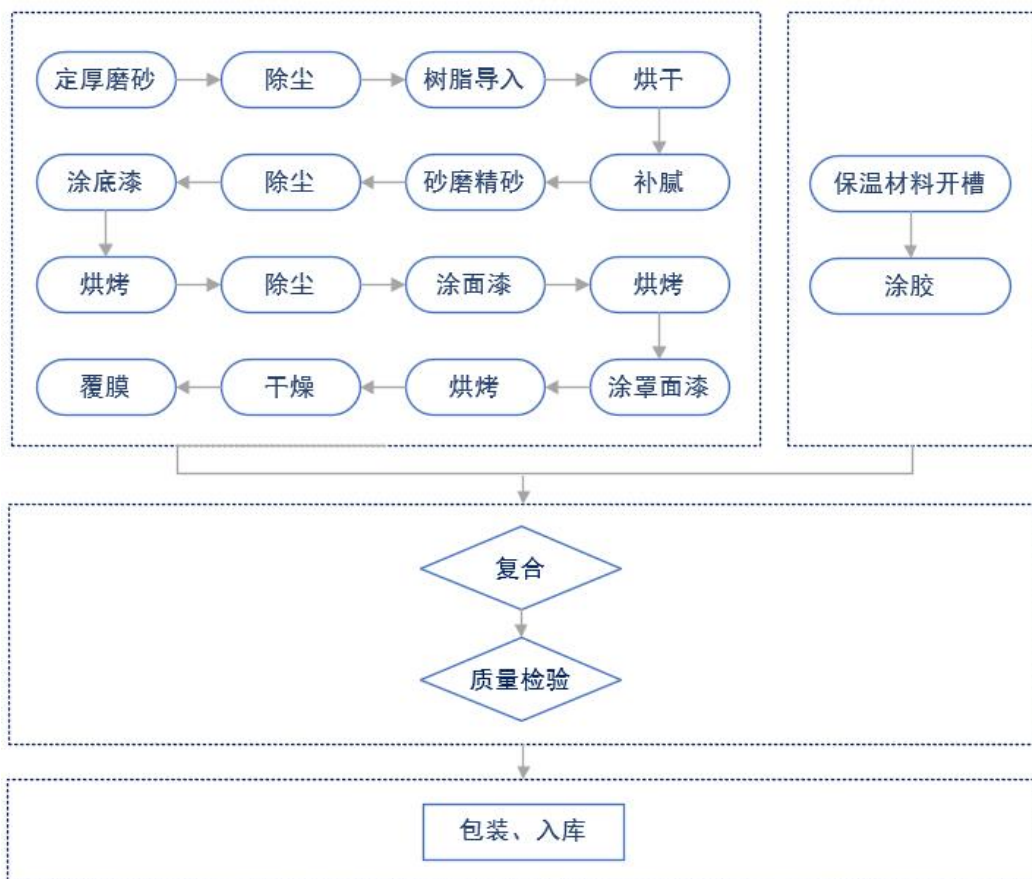 定厚磨砂
除尘
树脂导入
烘干
涂底漆
除尘
砂磨精砂
补腻
保温材料开槽
烘烤
除尘
涂面漆
烘烤
涂胶
覆膜
干燥
烘烤
涂罩面漆
复合
质量检验
包装、入库